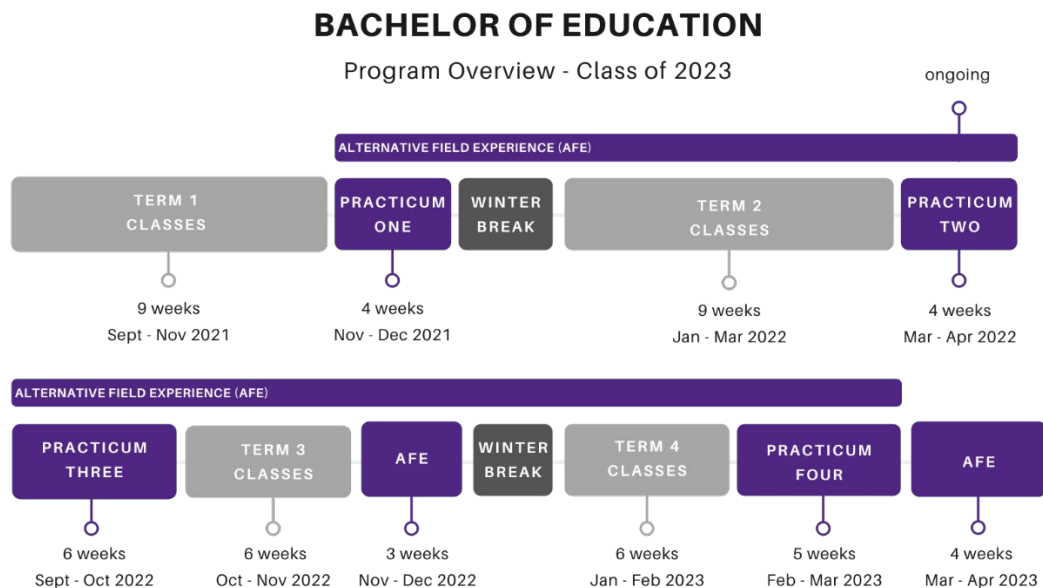 BACHELOR OF EDUCATION
Program Overview - Class of 2023
ongoing
ALTERNATIVE FIELD EXPERIENCE (AFE)
TERM 1
CLASSES
PRACTICUM
ONE
WINTER
BREAK
TERM 2
CLASSES
PRACTICUM
TWO
9 weeks
Sept - Nov 2021
4 weeks
Nov - Dec 2021
9 weeks
Jan - Mar 2022
4 weeks
Mar - Apr 2022
ALTERNATIVE FIELD EXPERIENCE (AFE)
PRACTICUM
THREE
TERM 3
CLASSES
AFE
WINTER
BREAK
TERM 4
CLASSES
PRACTICUM
FOUR
AFE
6 weeks
Sept - Oct 2022
6 weeks
Oct - Nov 2022
3 weeks
Nov - Dec 2022
6 weeks
Jan - Feb 2023
5 weeks
Feb - Mar 2023
4 weeks
Mar - Apr 2023